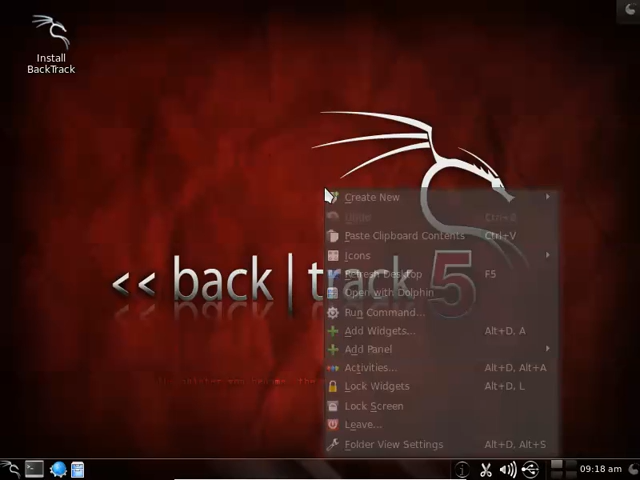 Install
BackTrack
<< back|track 5
Create New
Undo Ctrl+Z
Paste Clipboard Contents Ctrl+V
Icons
Refresh Desktop F5
Open with Dolphin
Run Command...
Add Widgets... Alt+D, A
Add Panel
Activities... Alt+D, Alt+A
Lock Widgets Alt+D, L
Lock Screen
Leave...
Folder View Settings Alt+D, Alt+S
09:18 am